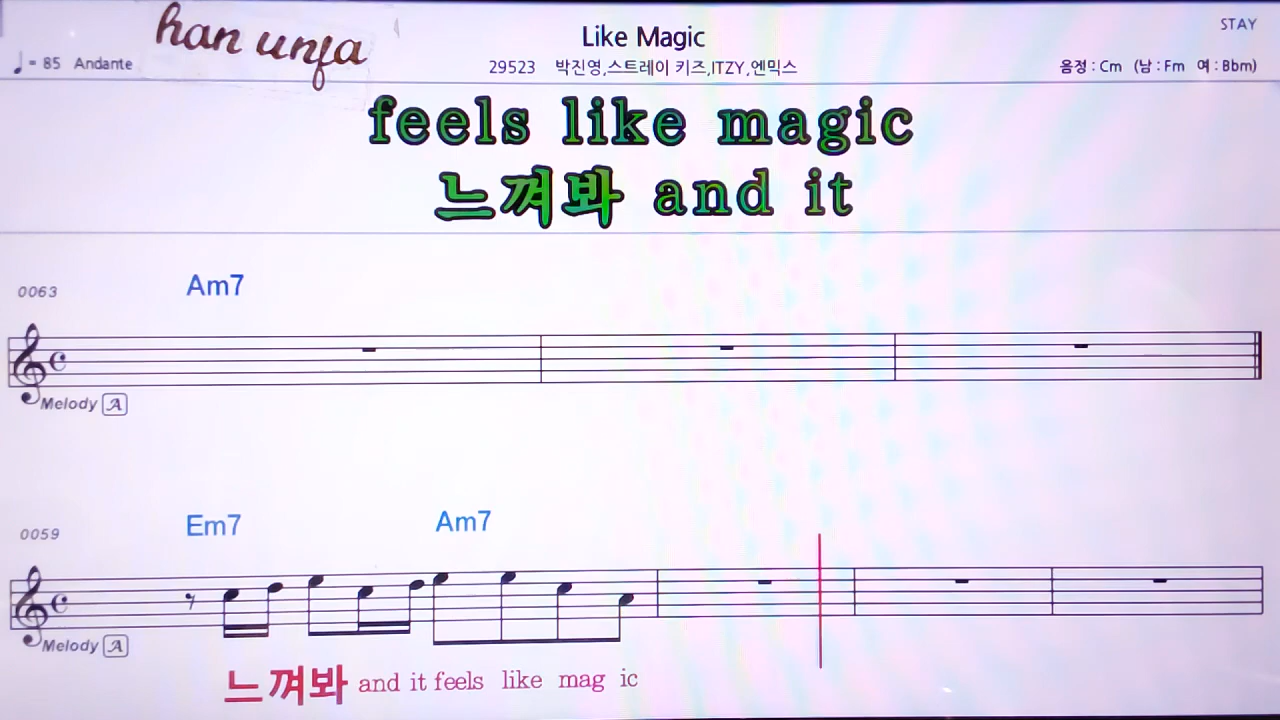 han unfa
Like Magic
STAY
♩= 85 Andante
29523 박진영,스트레이 키즈,ITZY,엔믹스
음정 : Cm (남 : Fm 여 : Bbm)
feels like magic
느껴봐 and it
0063 Am7
Melody A
0059 Em7 Am7
Melody A
느껴봐 and it feels like mag ic